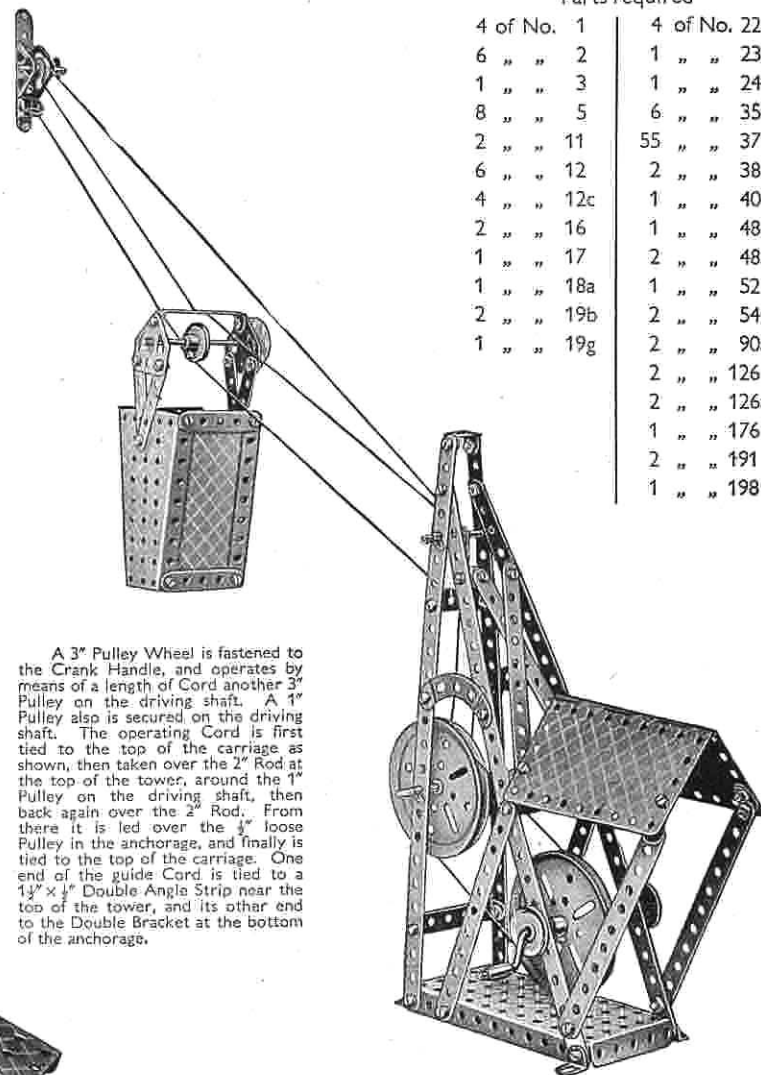 Parts required
4 of No. 1 4 of No. 22
6 „ „ 2 1 „ „ 23
1 „ „ 3 1 „ „ 24
8 „ „ 5 6 „ „ 35
2 „ „ 11 55 „ „ 37
6 „ „ 12 2 „ „ 38
4 „ „ 12c 1 „ „ 40
2 „ „ 16 1 „ „ 48
1 „ „ 17 2 „ „ 48
1 „ „ 18a 1 „ „ 52
2 „ „ 19b 2 „ „ 54
1 „ „ 19g 2 „ „ 90
2 „ „ 126
2 „ „ 126
1 „ „ 176
2 „ „ 191
1 „ „ 198
A 3" Pulley Wheel is fastened to
the Crank Handle, and operates by
means of a length of Cord another 3"
Pulley on the driving shaft. A 1"
Pulley also is secured on the driving
shaft. The operating Cord is first
tied to the top of the carriage as
shown, then taken over the 2" Rod at
the top of the tower, around the 1"
Pulley on the driving shaft, then
back again over the 2" Rod. From
there it is led over the ½" loose
Pulley in the anchorage, and finally is
tied to the top of the carriage. One
end of the guide Cord is tied to a
1½" × ½" Double Angle Strip near the
top of the tower, and its other end
to the Double Bracket at the bottom
of the anchorage.